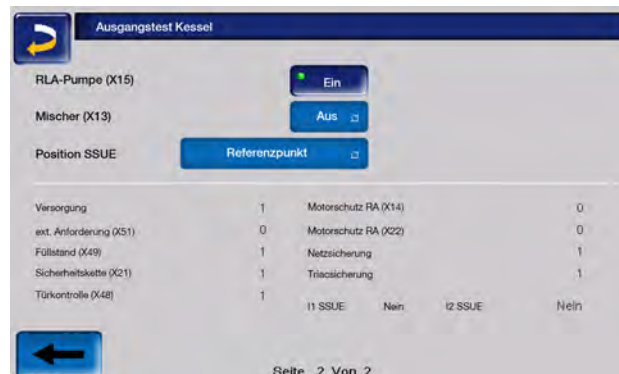 Ausgangstest Kessel
RLA-Pumpe (X15) Ein
Mischer (X13) Aus
Position SSUE Referenzpunkt
Versorgung 1 Motorschutz RA (X14) 0
ext. Anforderung (X51) 0 Motorschutz RA (X22) 0
Füllstand (X49) 1 Netzsicherung 1
Sicherheitskette (X21) 1 Triacsicherung 1
Türkontrolle (X48) 1
I1 SSUE Nein I2 SSUE Nein
Seite 2 Von 2